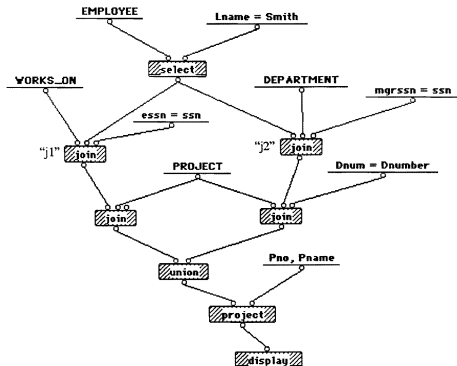 EMPLOYEE
Lname = Smith
select
WORKS_ON
DEPARTMENT
mgrssn = ssn
essn = ssn
"j1" join
"j2" join
PROJECT
Dnum = Dnumber
join
join
union
Pno, Pname
project
display